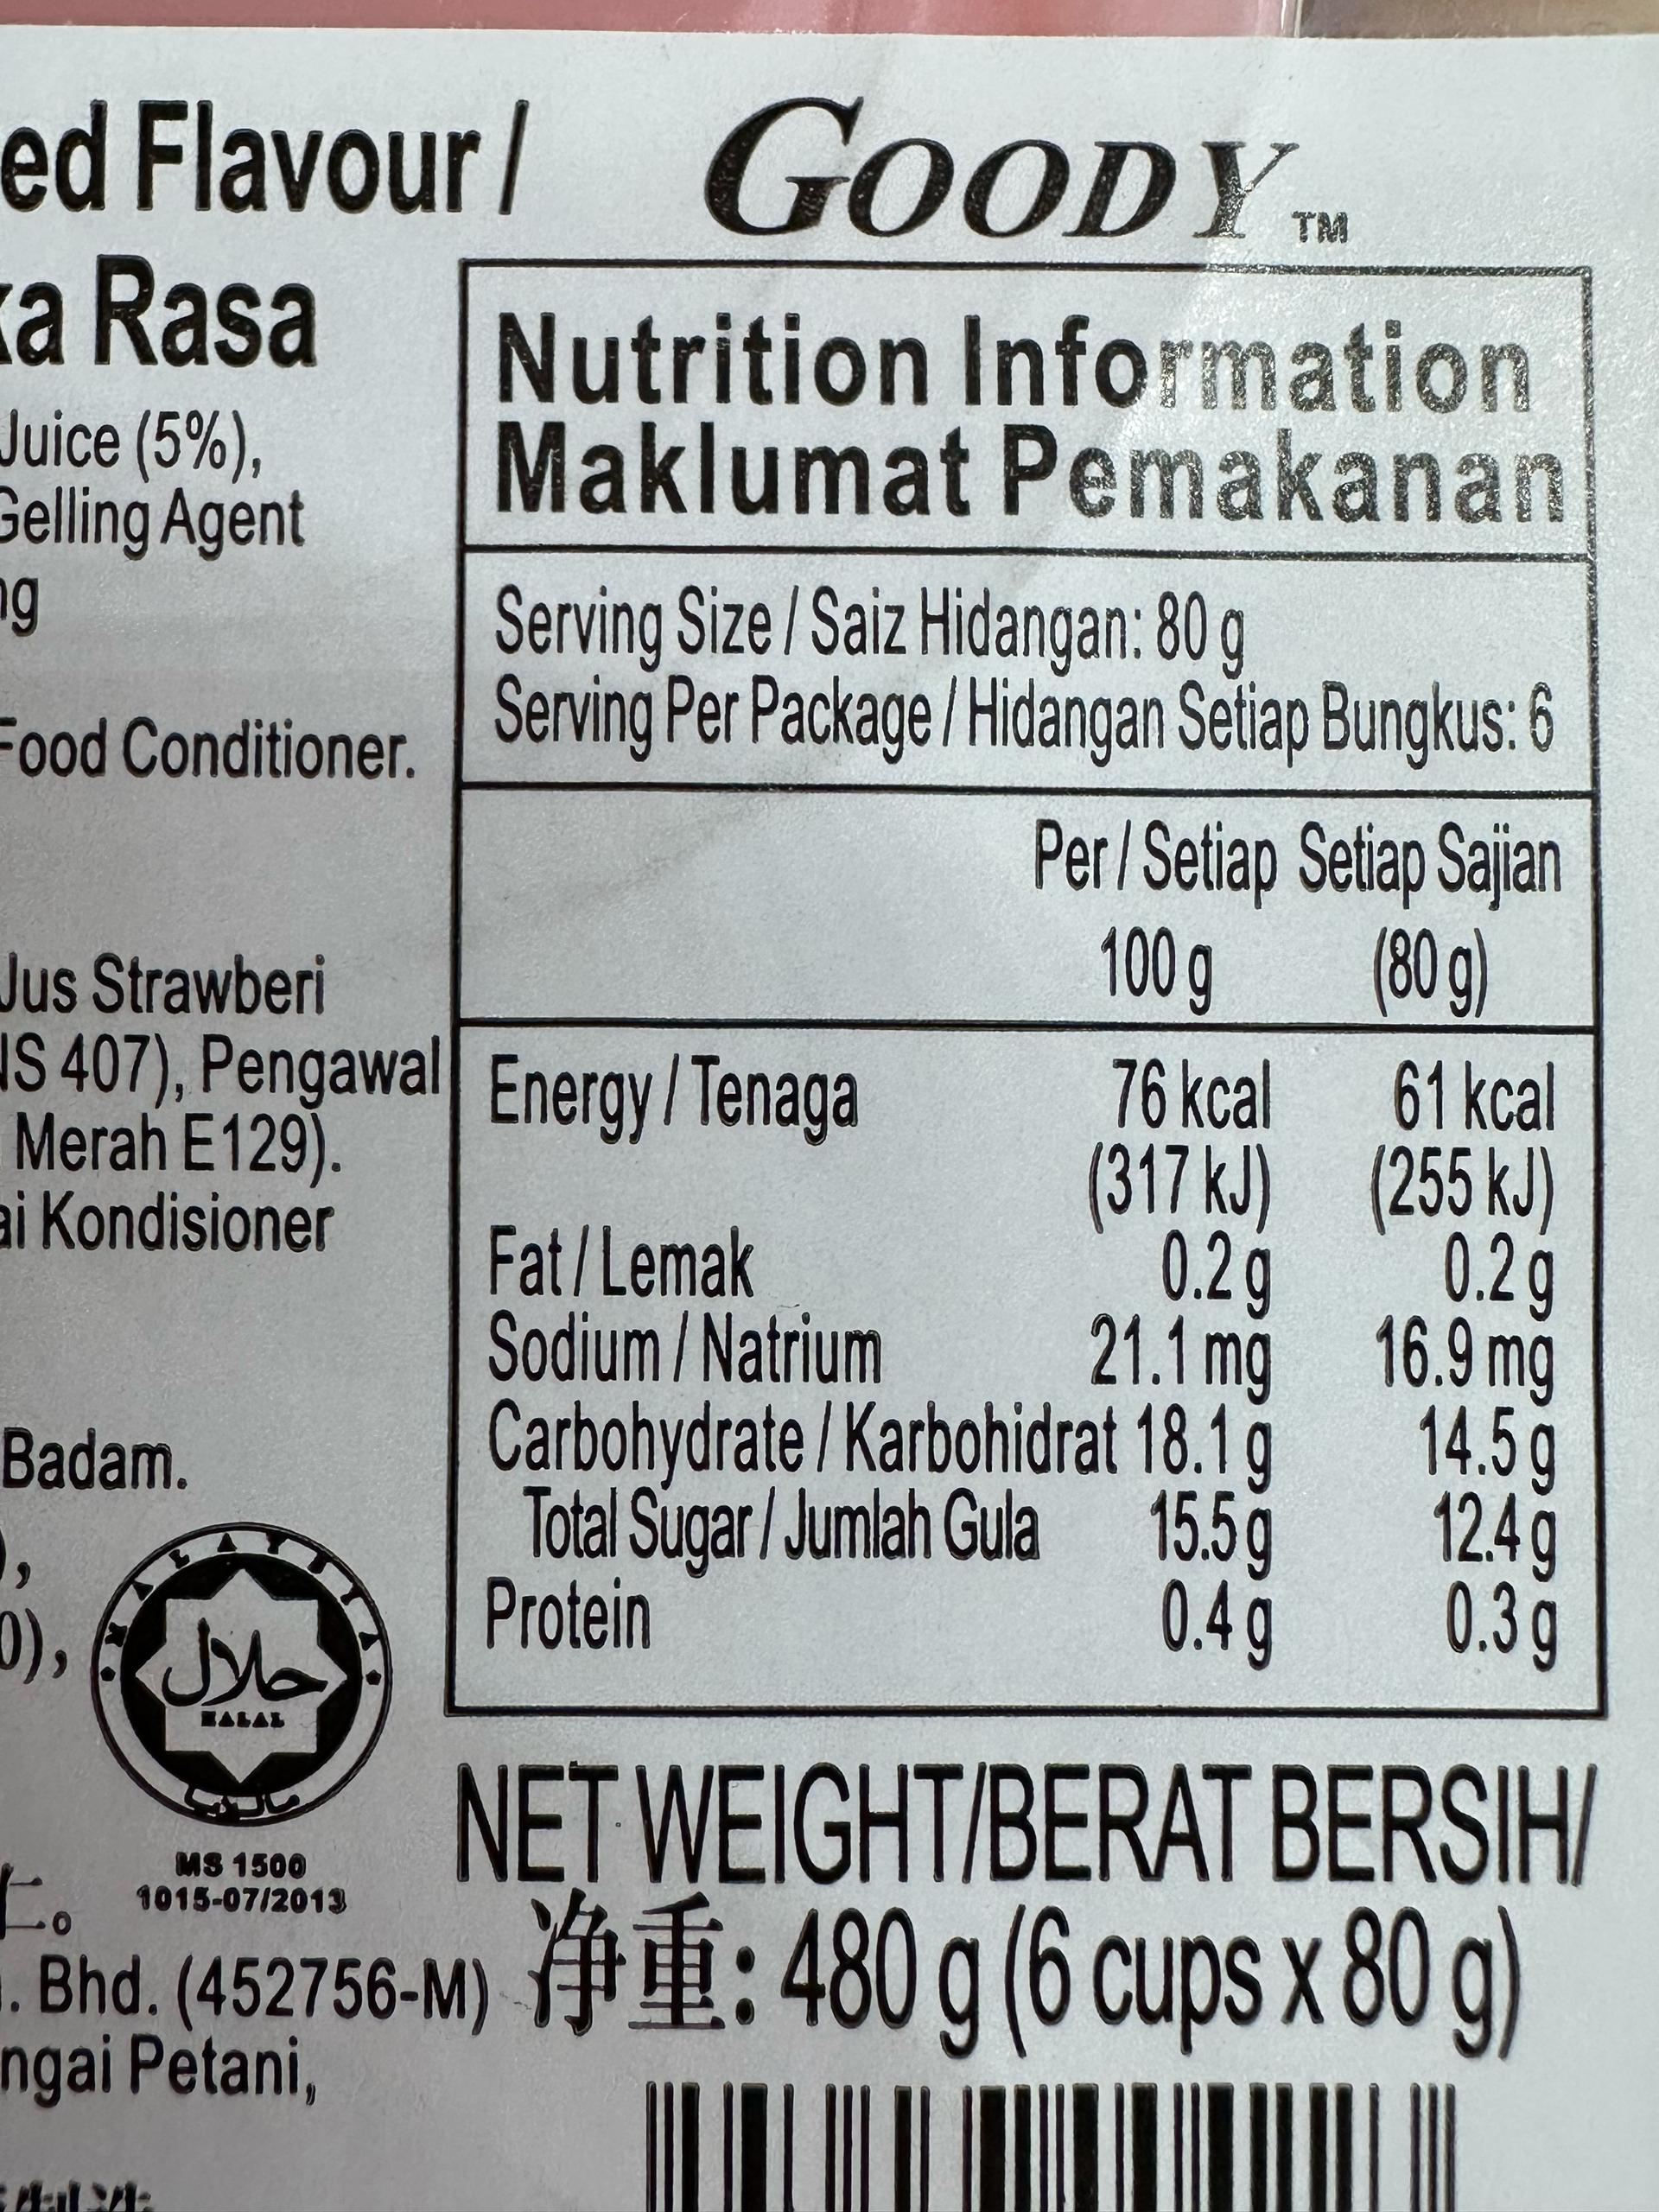 ed Flavour /
ka Rasa
Juice (5%),
Gelling Agent
ng
Food Conditioner.
Jus Strawberi
NS 407), Pengawal
Merah E129).
ai Kondisioner
Badam.
),
0),
MALAYSIA
حلال
HALAL
ماليزيا
MS 1500
1015-07/2013
仁。
. Bhd. (452756-M)
ngai Petani,
GOODY TM
Nutrition Information
Maklumat Pemakanan
Serving Size / Saiz Hidangan: 80 g
Serving Per Package / Hidangan Setiap Bungkus: 6
Per / Setiap Setiap Sajian
100 g (80 g)
Energy / Tenaga 76 kcal 61 kcal
(317 kJ) (255 kJ)
Fat / Lemak 0.2 g 0.2 g
Sodium / Natrium 21.1 mg 16.9 mg
Carbohydrate / Karbohidrat 18.1 g 14.5 g
Total Sugar / Jumlah Gula 15.5 g 12.4 g
Protein 0.4 g 0.3 g
NET WEIGHT/BERAT BERSIH/
净重: 480 g (6 cups x 80 g)